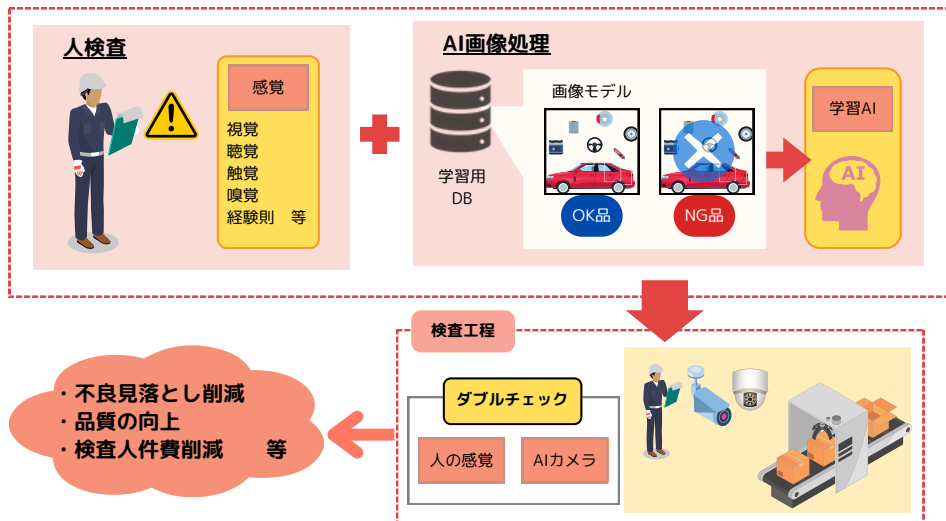 人検査
感覚
視覚
聴覚
触覚
嗅覚
経験則　等
AI画像処理
学習用
DB
画像モデル
OK品
NG品
学習AI
AI
検査工程
ダブルチェック
人の感覚
AIカメラ
・不良見落とし削減
・品質の向上
・検査人件費削減　　等